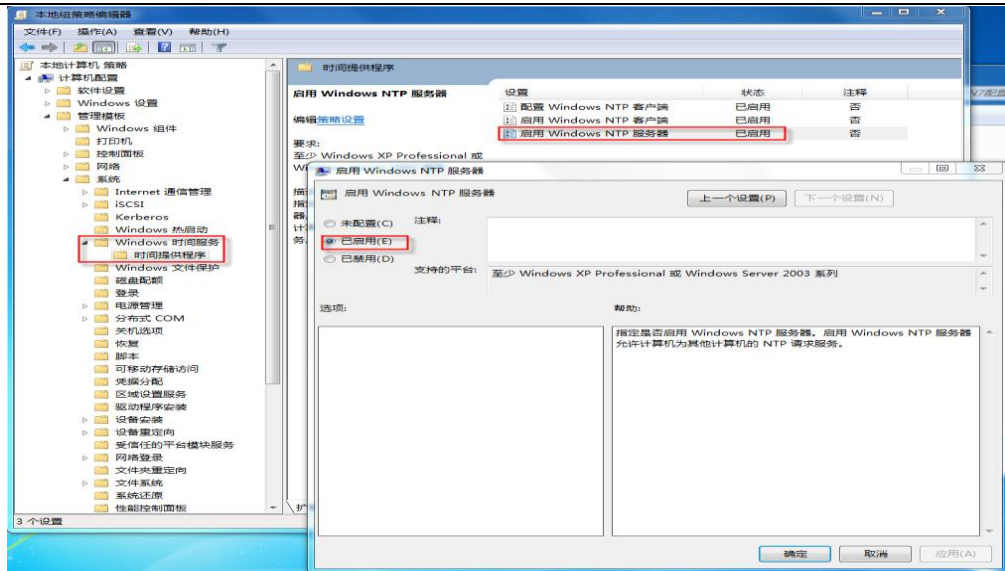 本地组策略编辑器
文件(F) 操作(A) 查看(V) 帮助(H)
本地计算机 策略
计算机配置
软件设置
Windows 设置
管理模板
Windows 组件
打印机
控制面板
网络
系统
Internet 通信管理
iSCSI
Kerberos
Windows 热启动
Windows 时间服务
时间提供程序
Windows 文件保护
磁盘配额
登录
电源管理
分布式 COM
关机选项
恢复
脚本
可移动存储访问
凭据分配
区域设置服务
驱动程序安装
设备安装
设备重定向
受信任的平台模块服务
网络登录
文件夹重定向
文件系统
系统还原
性能控制面板
3 个设置
时间提供程序
启用 Windows NTP 服务器
编辑策略设置
要求:
至少 Windows XP Professional 或
设置 状态 注释
配置 Windows NTP 客户端 已启用 否
启用 Windows NTP 客户端 已启用 否
启用 Windows NTP 服务器 已启用 否
启用 Windows NTP 服务器
启用 Windows NTP 服务器
上一个设置(P) 下一个设置(N)
未配置(C) 注释:
已启用(E)
已禁用(D)
支持的平台: 至少 Windows XP Professional 或 Windows Server 2003 系列
选项: 帮助:
指定是否启用 Windows NTP 服务器。启用 Windows NTP 服务器
允许计算机为其他计算机的 NTP 请求服务。
确定 取消 应用(A)